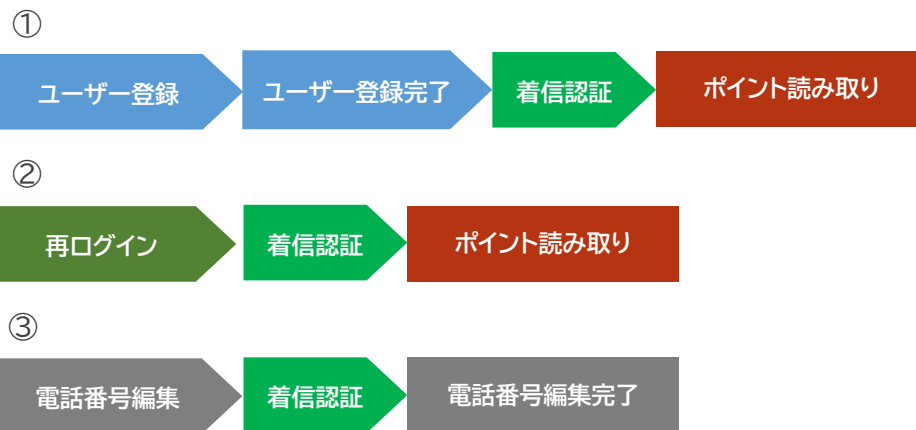 ①
ユーザー登録 ユーザー登録完了 着信認証 ポイント読み取り
②
再ログイン 着信認証 ポイント読み取り
③
電話番号編集 着信認証 電話番号編集完了